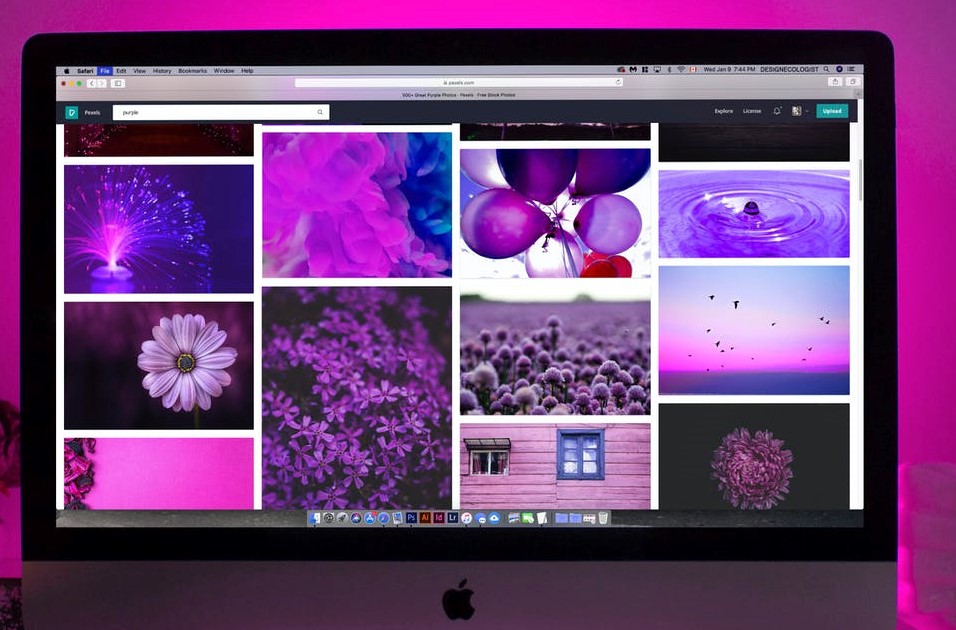 Safari File Edit View History Bookmarks Window Help Wed Jan 9 7:44 PM DESIGNECOLOGIST
pexels.com
500+ Great Purple Photos · Pexels · Free Stock Photos
Pexels purple Explore License Upload
Ps Ai Id Lr